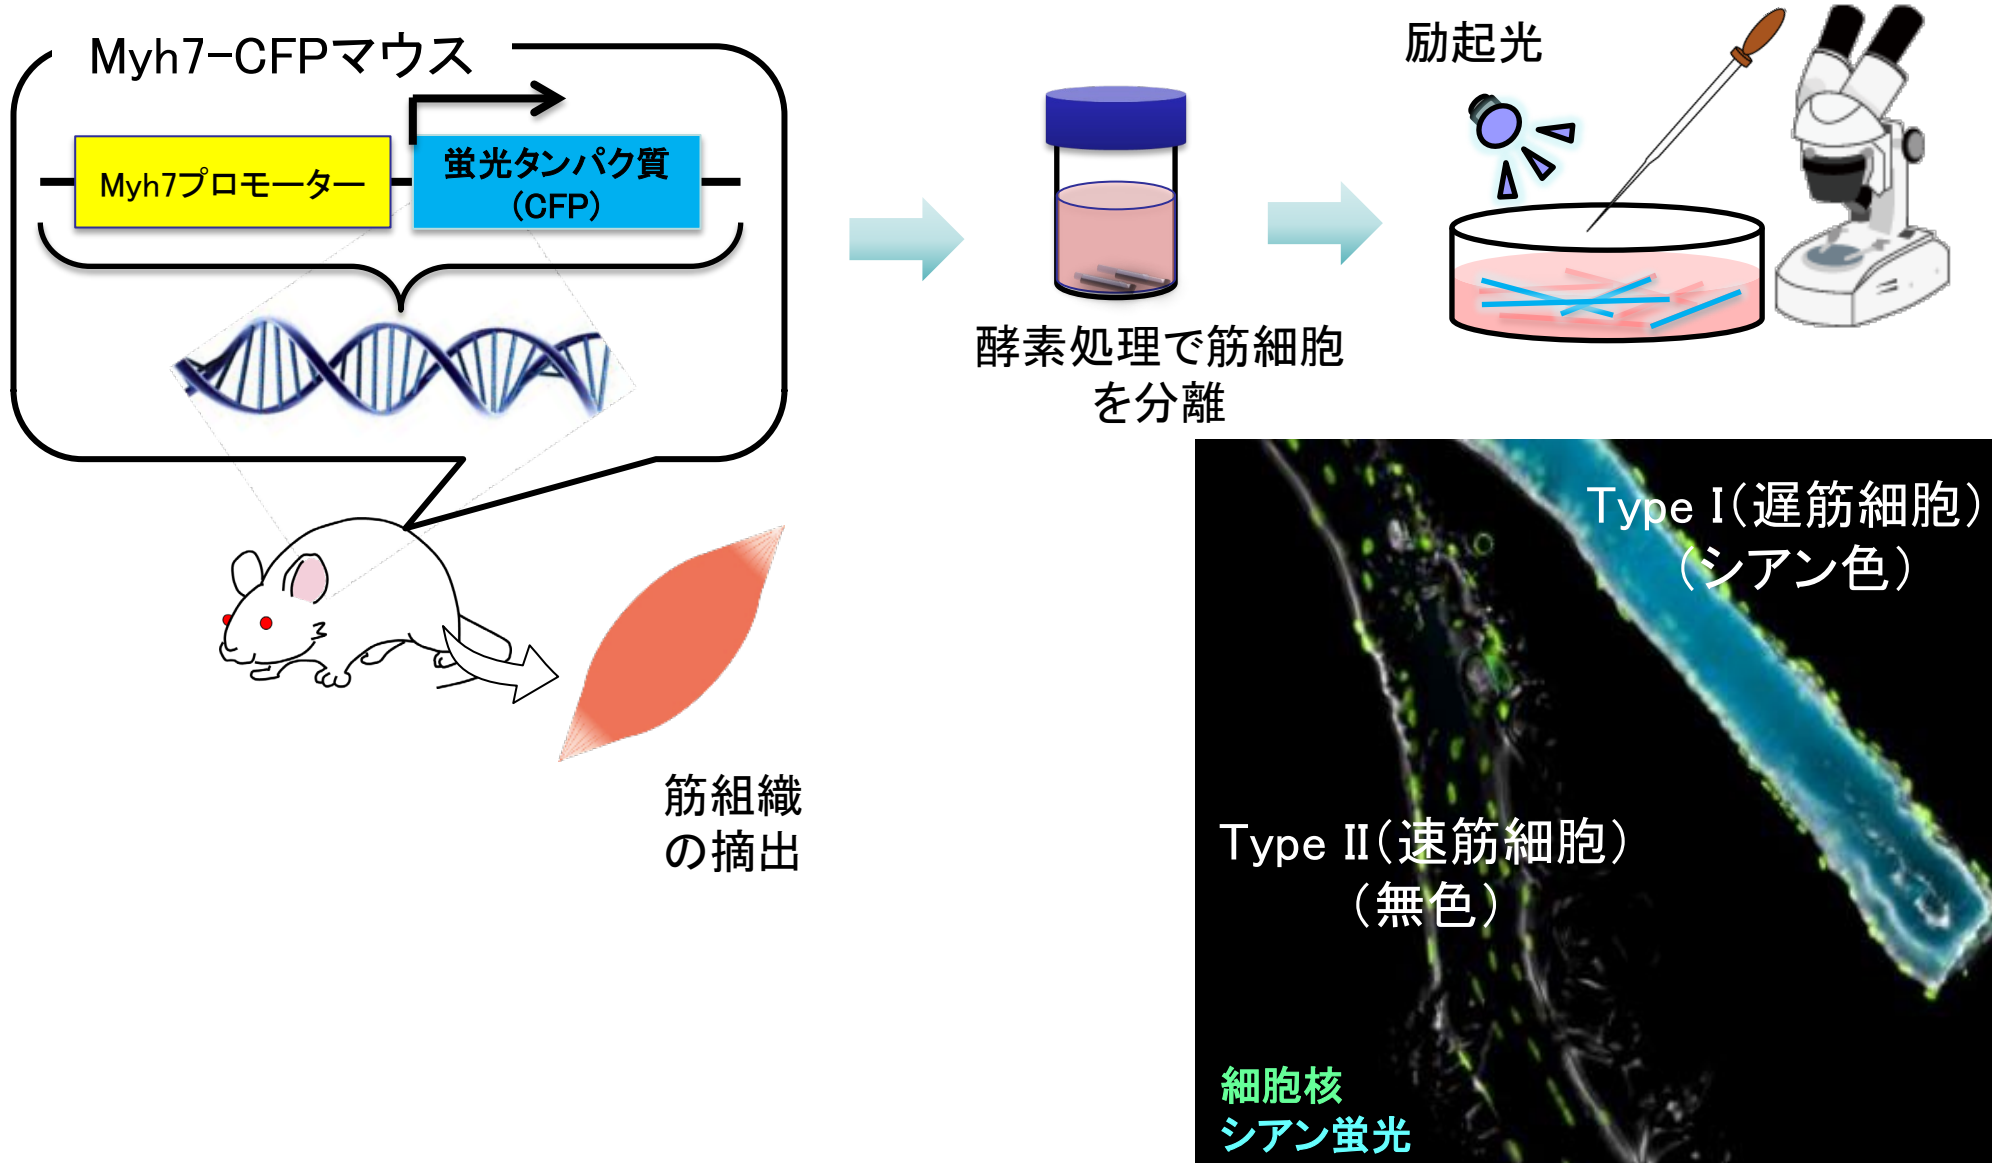 Myh7-CFPマウス
Myh7プロモーター
蛍光タンパク質
(CFP)
筋組織
の摘出
酵素処理で筋細胞
を分離
励起光
Type I(遅筋細胞)
(シアン色)
Type II(速筋細胞)
(無色)
細胞核
シアン蛍光